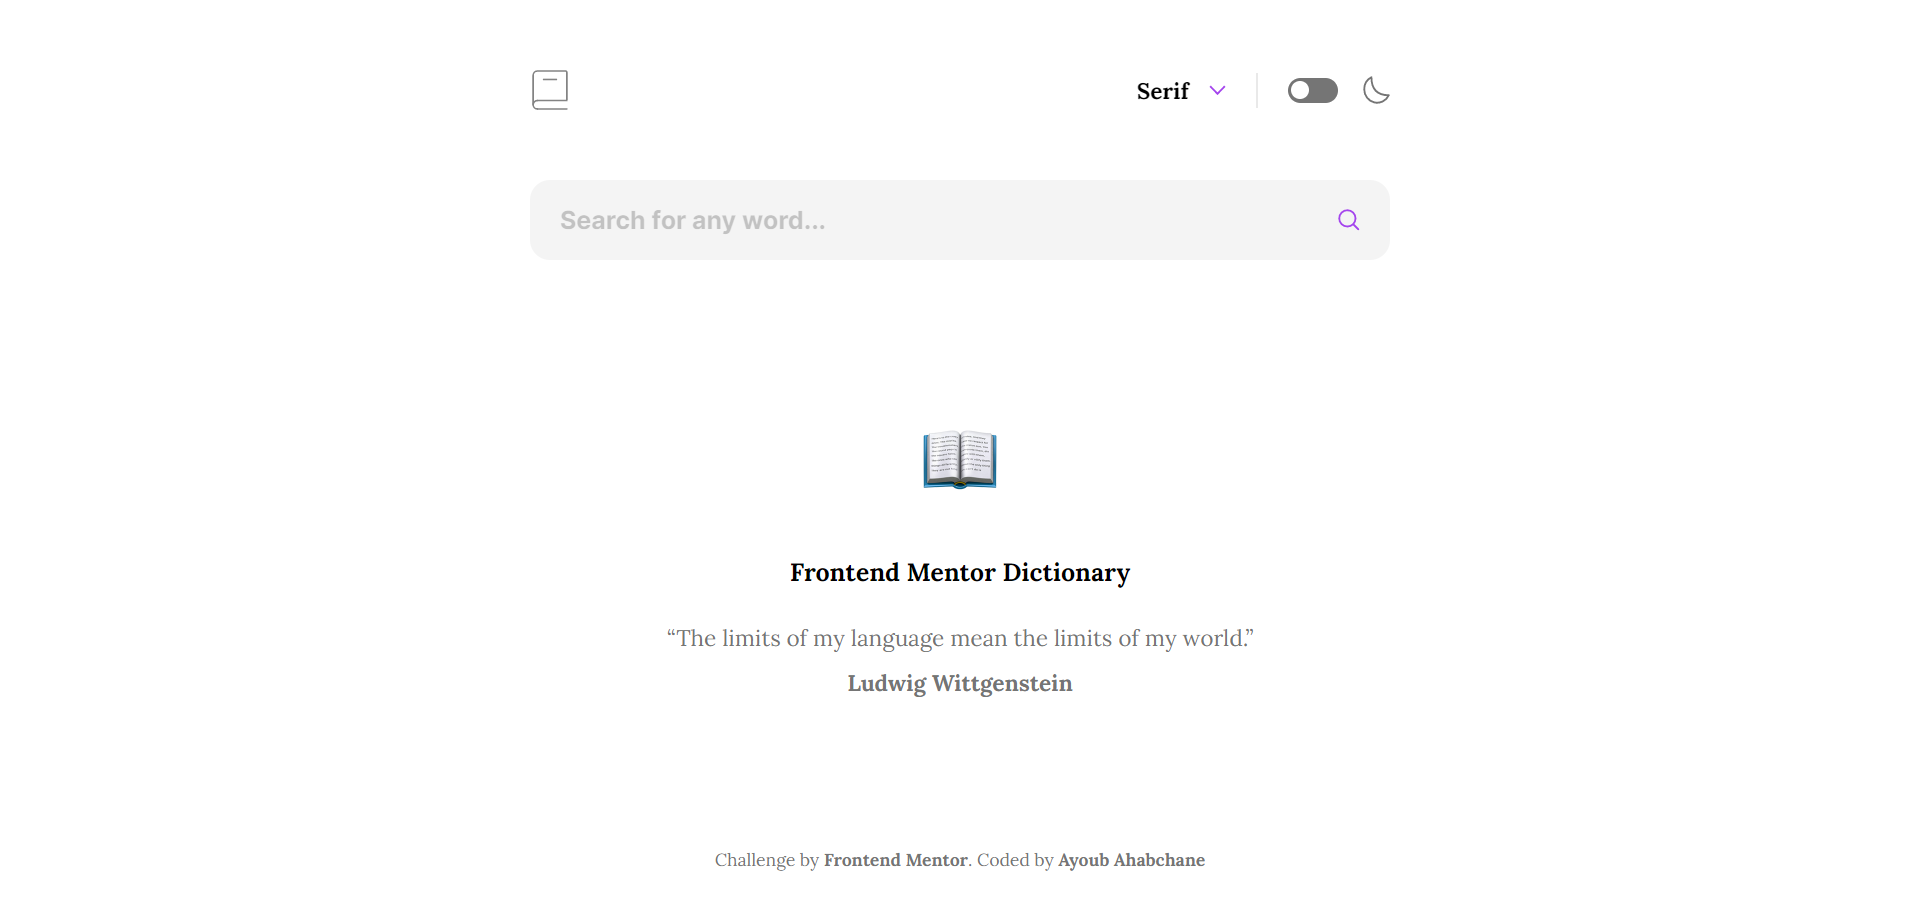 Serif
Search for any word...
Frontend Mentor Dictionary
“The limits of my language mean the limits of my world.”
Ludwig Wittgenstein
Challenge by Frontend Mentor. Coded by Ayoub Ahabchane